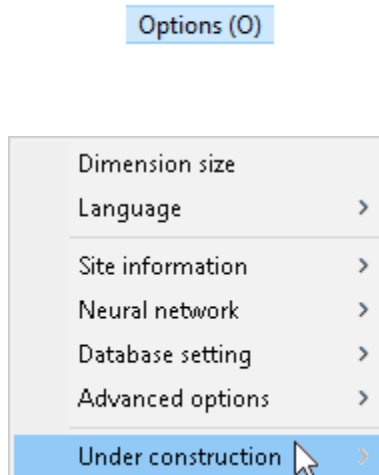 Options (O)
Dimension size
Language
Site information
Neural network
Database setting
Advanced options
Under construction